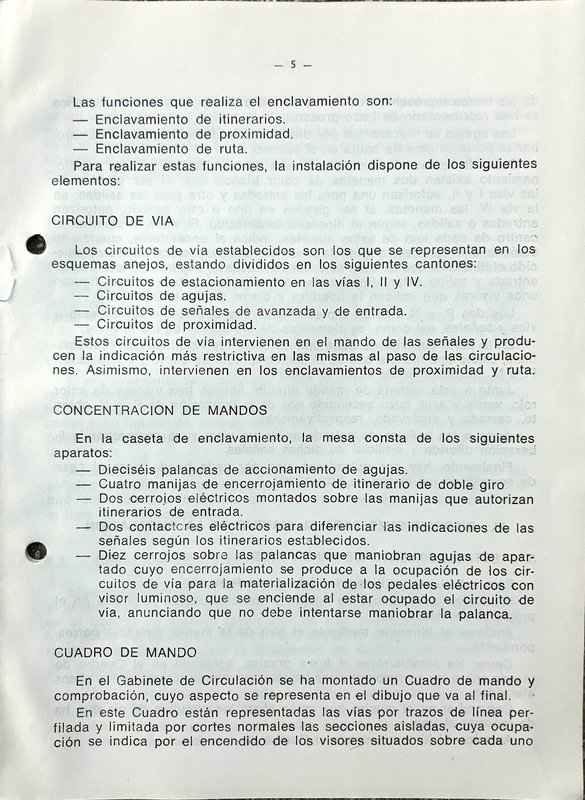 — 5 —
Las funciones que realiza el enclavamiento son:
— Enclavamiento de itinerarios.
— Enclavamiento de proximidad.
— Enclavamiento de ruta.
Para realizar estas funciones, la instalación dispone de los siguientes
elementos:
CIRCUITO DE VIA
Los circuitos de vía establecidos son los que se representan en los
esquemas anejos, estando divididos en los siguientes cantones:
— Circuitos de estacionamiento en las vías I, II y IV.
— Circuitos de agujas.
— Circuitos de señales de avanzada y de entrada.
— Circuitos de proximidad.
Estos circuitos de vía intervienen en el mando de las señales y produ-
cen la indicación más restrictiva en las mismas al paso de las circulacio-
nes. Asimismo, intervienen en los enclavamientos de proximidad y ruta.
CONCENTRACION DE MANDOS
En la caseta de enclavamiento, la mesa consta de los siguientes
aparatos:
— Dieciséis palancas de accionamiento de agujas.
— Cuatro manijas de encerrojamiento de itinerario de doble giro
— Dos cerrojos eléctricos montados sobre las manijas que autorizan
itinerarios de entrada.
— Dos contactores eléctricos para diferenciar las indicaciones de las
señales según los itinerarios establecidos.
— Diez cerrojos sobre las palancas que maniobran agujas de apar-
tado cuyo encerrojamiento se produce a la ocupación de los cir-
cuitos de vía para la materialización de los pedales eléctricos con
visor luminoso, que se enciende al estar ocupado el circuito de
vía, anunciando que no debe intentarse maniobrar la palanca.
CUADRO DE MANDO
En el Gabinete de Circulación se ha montado un Cuadro de mando y
comprobación, cuyo aspecto se representa en el dibujo que va al final.
En este Cuadro están representadas las vías por trazos de línea per-
filada y limitada por cortes normales las secciones aisladas, cuya ocupa-
ción se indica por el encendido de los visores situados sobre cada uno